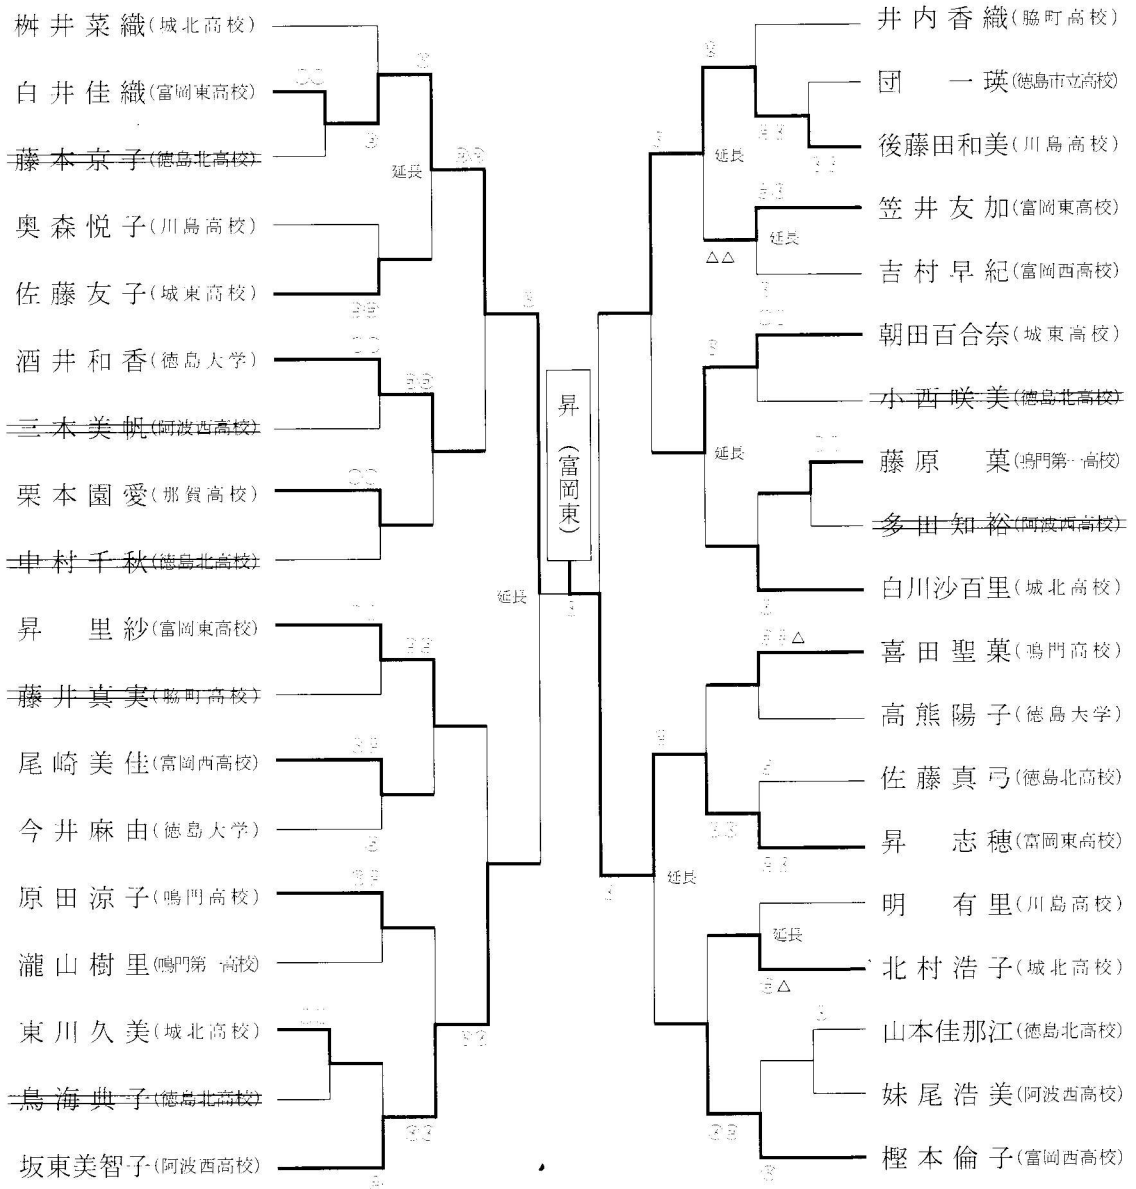 桝井菜織(城北高校)
白井佳織(富岡東高校)
藤本京子(徳島北高校)
延長
奥森悦子(川島高校)
佐藤友子(城東高校)
酒井和香(徳島大学)
三木美帆(阿波西高校)
栗本園愛(那賀高校)
中村千秋(徳島北高校)
昇里紗(富岡東高校)
藤井真実(脇町高校)
尾崎美佳(富岡西高校)
今井麻由(徳島大学)
原田涼子(鳴門高校)
瀧山樹里(鳴門第一高校)
東川久美(城北高校)
鳥海典子(徳島北高校)
坂東美智子(阿波西高校)
昇(富岡東)
延長
井内香織(脇町高校)
団一瑛(徳島市立高校)
後藤田和美(川島高校)
延長
笠井友加(富岡東高校)
延長
△△
吉村早紀(富岡西高校)
朝田百合奈(城東高校)
小西咲美(徳島北高校)
延長
藤原菓(鳴門第一高校)
多田知裕(阿波西高校)
白川沙百里(城北高校)
△
喜田聖菓(鳴門高校)
高熊陽子(徳島大学)
佐藤真弓(徳島北高校)
昇志穂(富岡東高校)
延長
明有里(川島高校)
延長
北村浩子(城北高校)
△
山本佳那江(徳島北高校)
妹尾浩美(阿波西高校)
樫本倫子(富岡西高校)